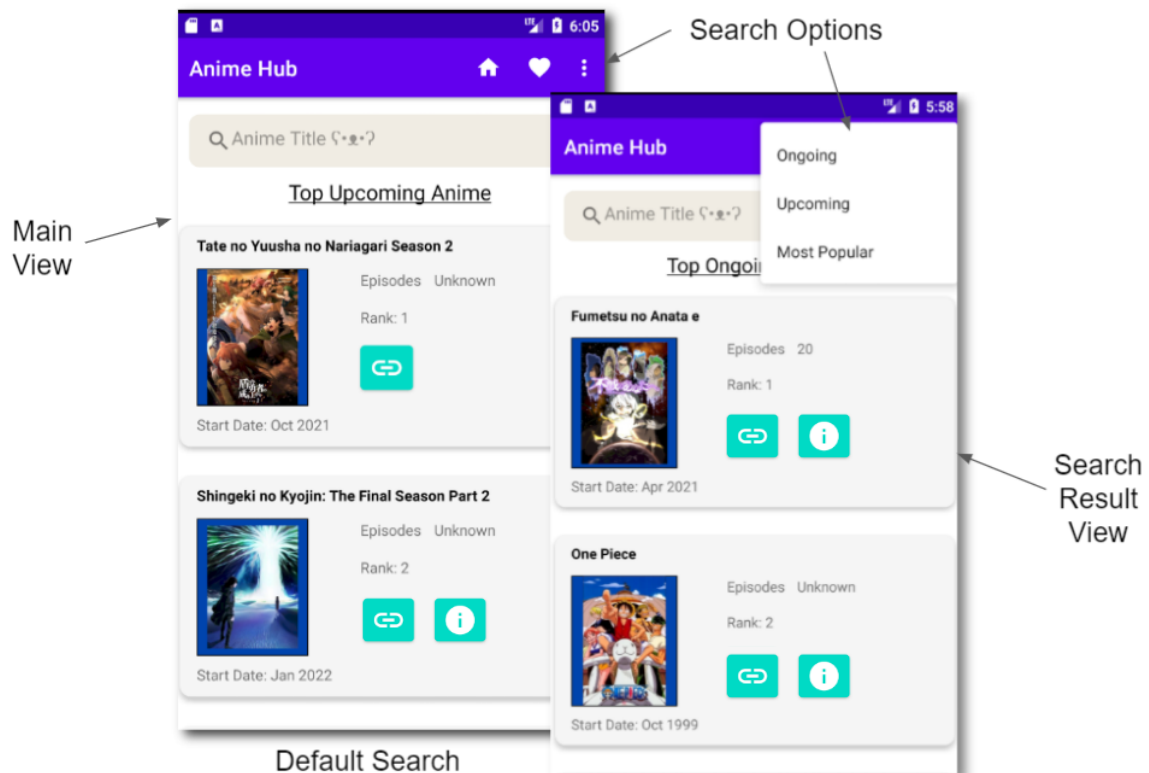 Search Options
Main
View
Search
Result
View
Default Search
6:05
Anime Hub
Anime Title ʕ•ᴥ•ʔ
Top Upcoming Anime
Tate no Yuusha no Nariagari Season 2
Episodes Unknown
Rank: 1
Start Date: Oct 2021
Shingeki no Kyojin: The Final Season Part 2
Episodes Unknown
Rank: 2
Start Date: Jan 2022
LTE 5:58
Anime Hub
Ongoing
Upcoming
Most Popular
Anime Title ʕ•ᴥ•ʔ
Top Ongoi
Fumetsu no Anata e
Episodes 20
Rank: 1
Start Date: Apr 2021
One Piece
Episodes Unknown
Rank: 2
Start Date: Oct 1999